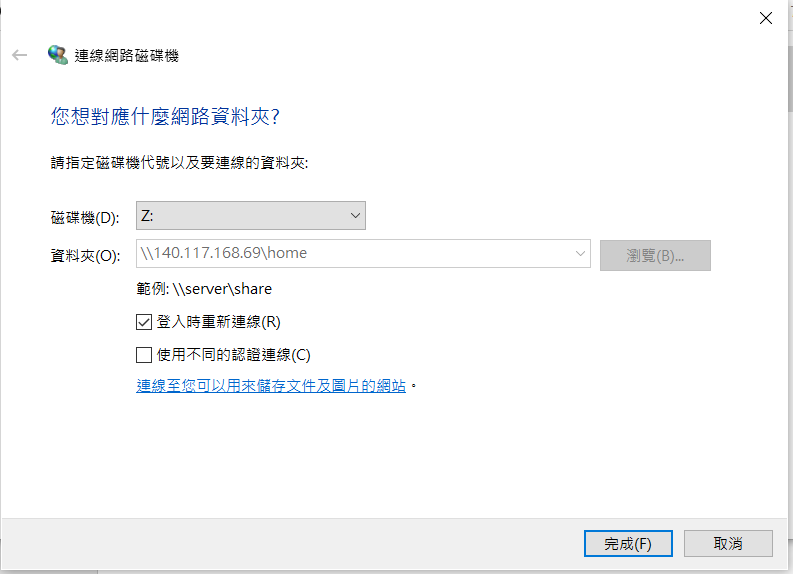 連線網路磁碟機
您想對應什麼網路資料夾?
請指定磁碟機代號以及要連線的資料夾:
磁碟機(D): Z:
資料夾(O): \\140.117.168.69\home 瀏覽(B)...
範例: \\server\share
登入時重新連線(R)
使用不同的認證連線(C)
連線至您可以用來儲存文件及圖片的網站。
完成(F) 取消